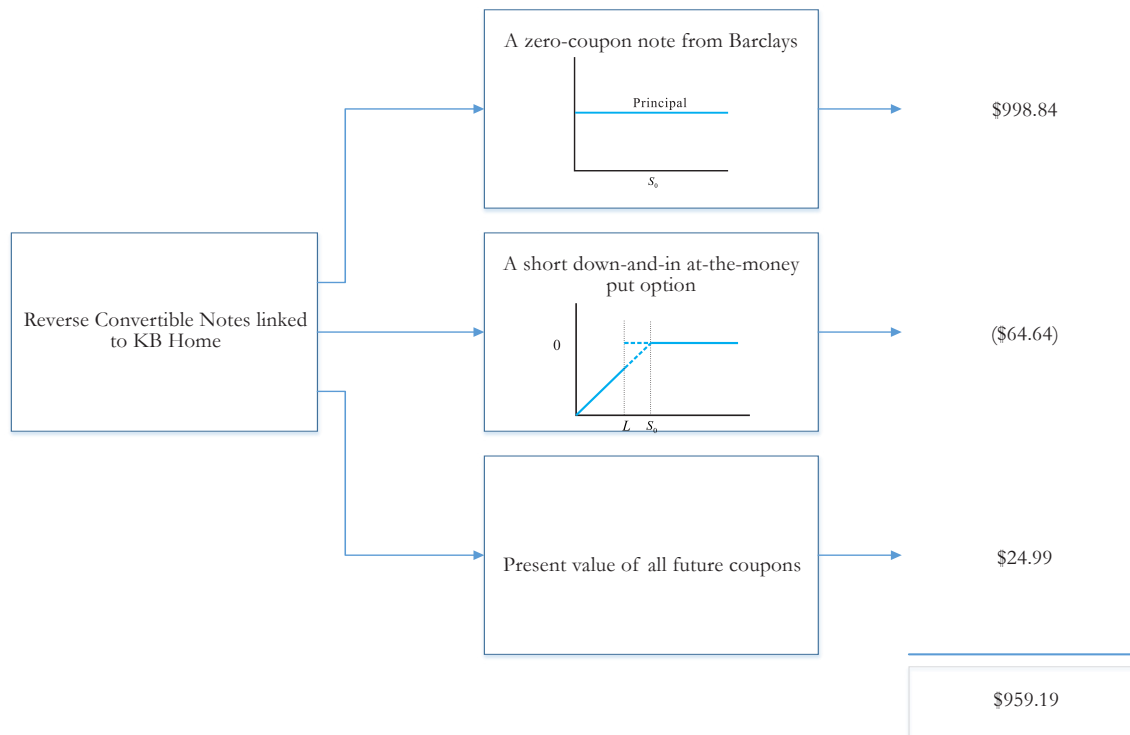 A zero-coupon note from Barclays
Principal
S₀
$998.84
Reverse Convertible Notes linked
to KB Home
A short down-and-in at-the-money
put option
0
L S₀
($64.64)
Present value of all future coupons
$24.99
$959.19